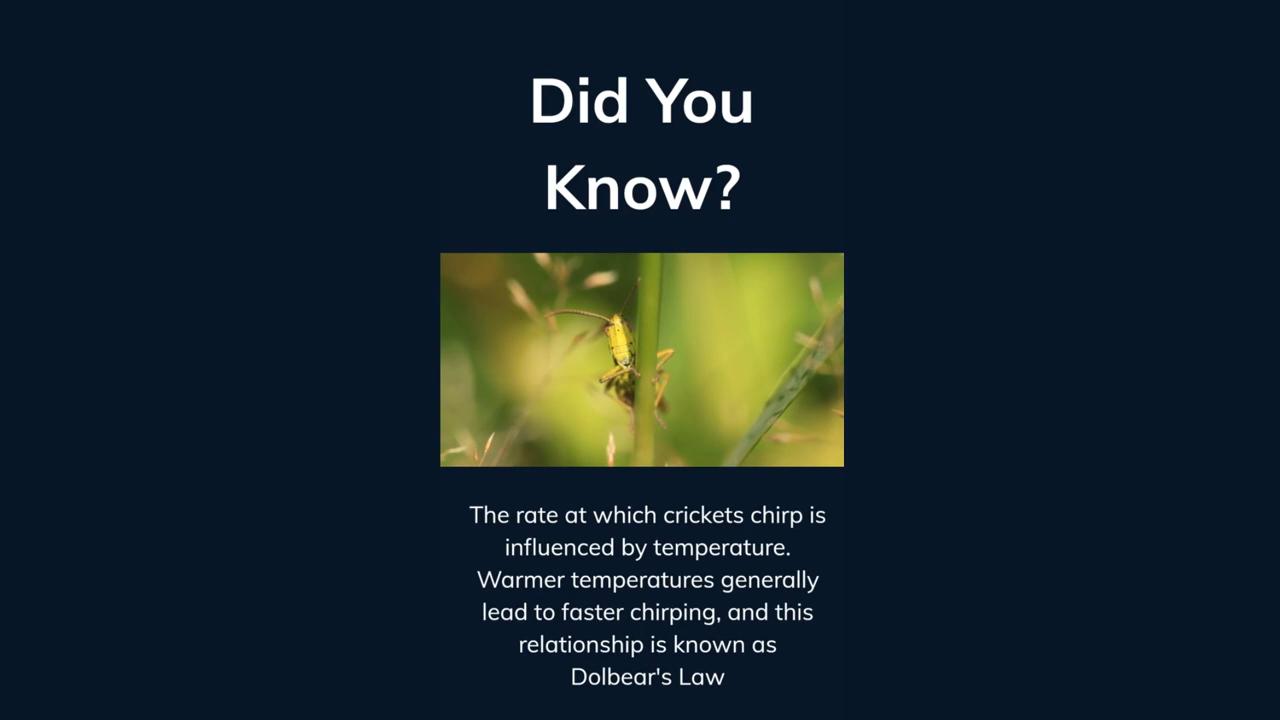 Did You
Know?
The rate at which crickets chirp is
influenced by temperature.
Warmer temperatures generally
lead to faster chirping, and this
relationship is known as
Dolbear's Law